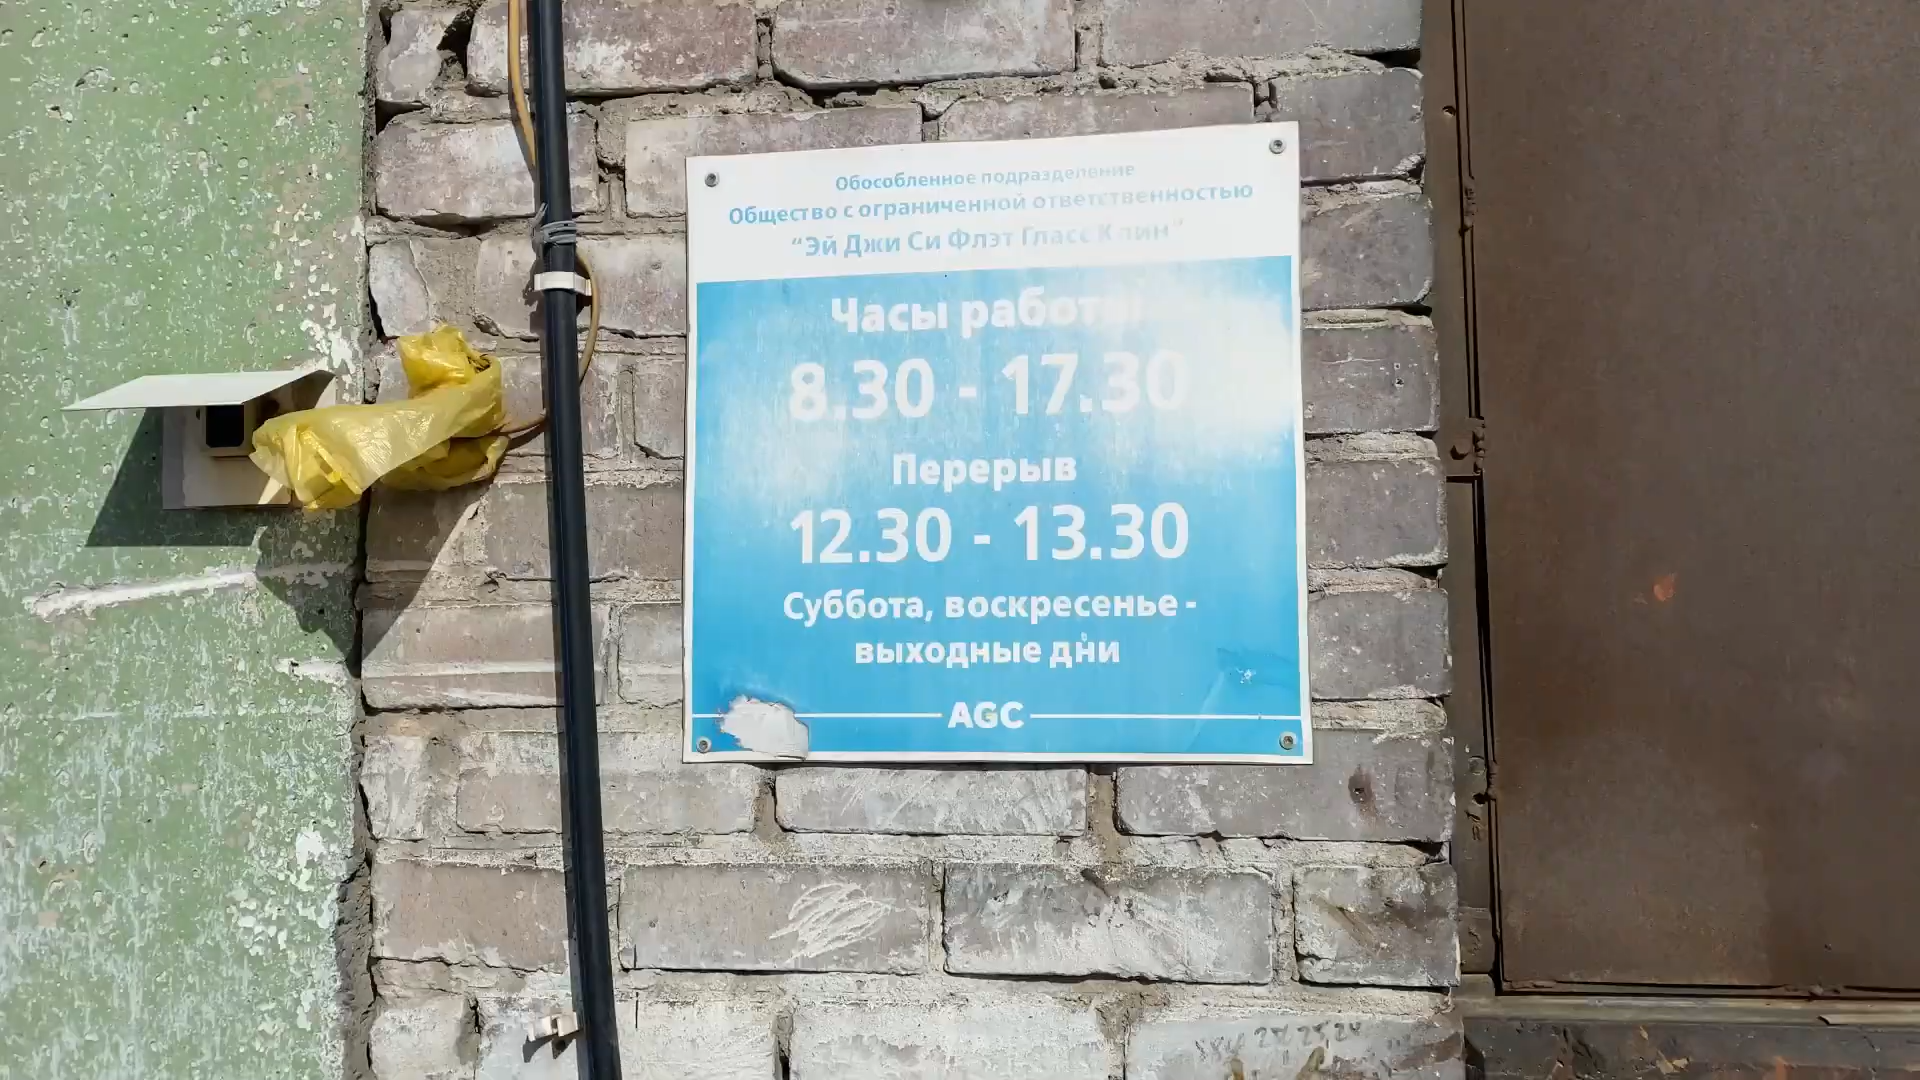 Обособленное подразделение
Общество с ограниченной ответственностью
"Эй Джи Си Флэт Гласс Клин"
Часы работы
8.30 - 17.30
Перерыв
12.30 - 13.30
Суббота, воскресенье -
выходные дни
AGC